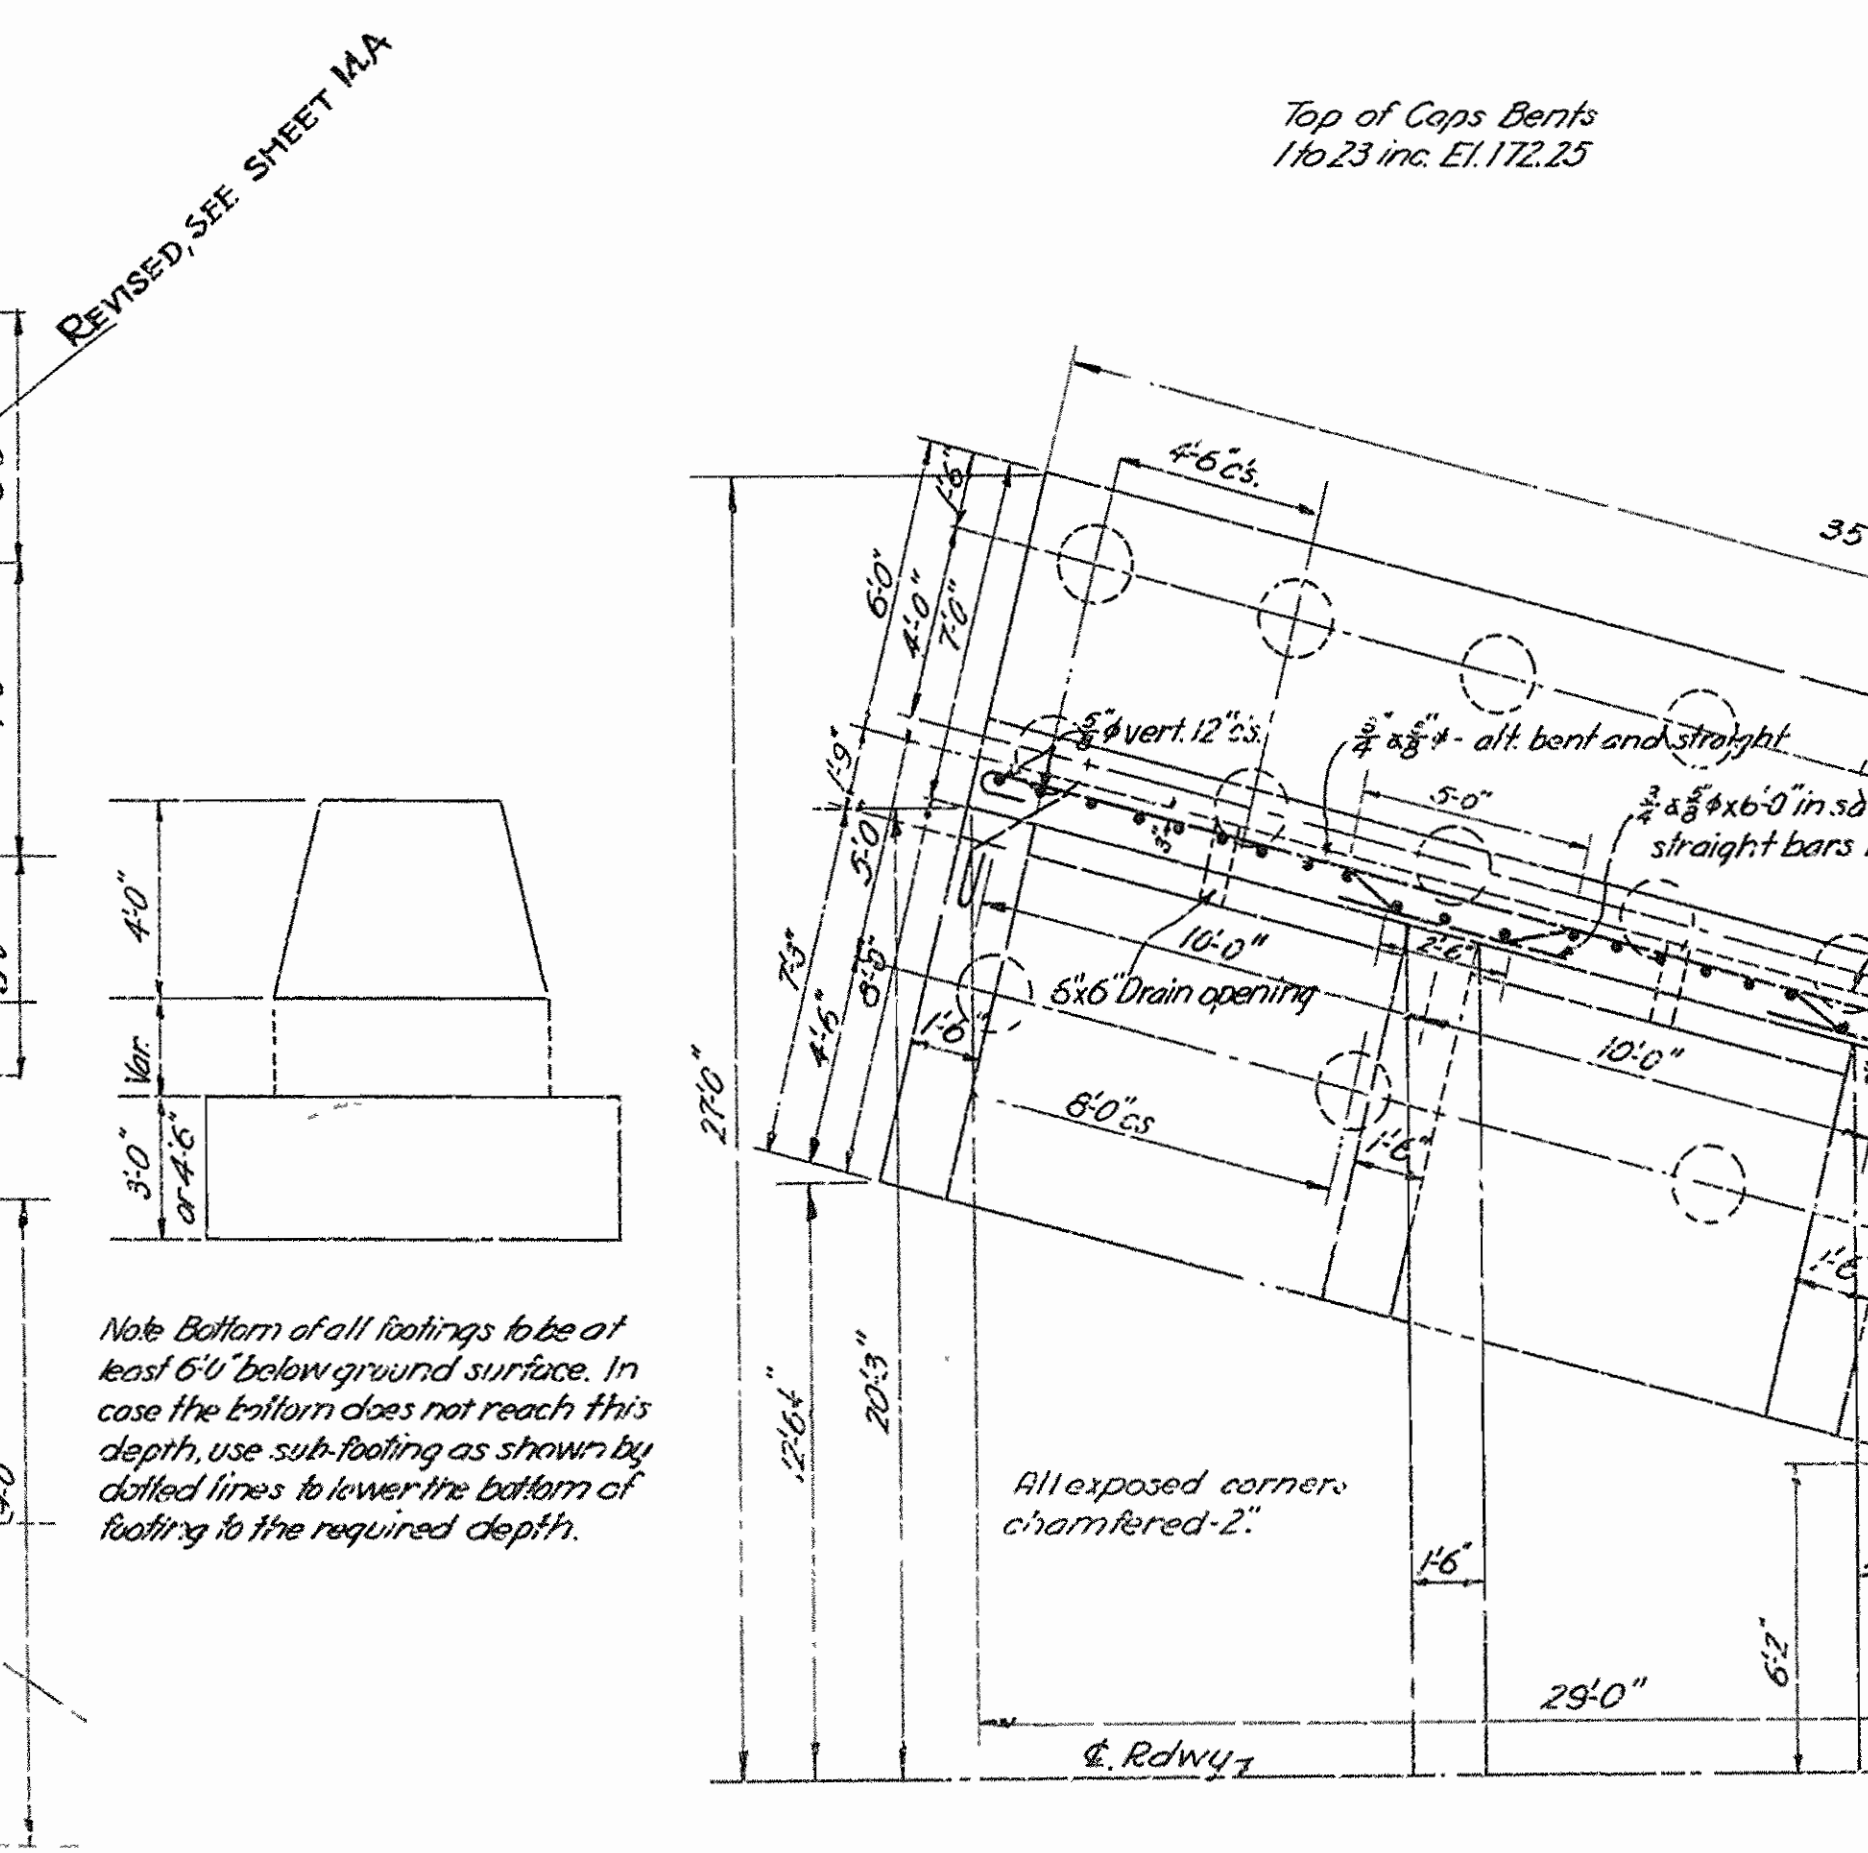 REVISED, SEE SHEET 14A
Top of Caps Bents
1 to 23 inc. El. 172.25
35
4'-6" c's.
1'-6"
6'-0"
4'-0"
7'-0"
5/8"ϕ vert. 12" c's.
3/4" & 5/8"ϕ - alt. bent and straight
1'-9"
5'-0"
3/4" & 5/8"ϕ x 6'-0" in
straight bars
3"
5'-0"
4'-0"
10'-0"
2'-6"
7'-3"
8'-0"
6"x6" Drain opening
4'-6"
1'-6"
10'-0"
Var.
27'-0"
8'-0" c.s
1'-6"
3'-0"
or 4'-6"
1'-6
Note Bottom of all footings to be at
least 6'-0" below ground surface. In
case the bottom does not reach this
depth, use sub-footing as shown by
dotted lines to lower the bottom of
footing to the required depth.
12'-6 1/4"
20'-3"
All exposed corners
chamfered - 2".
1'-6"
6'-2"
29'-0"
℄. Rdwy